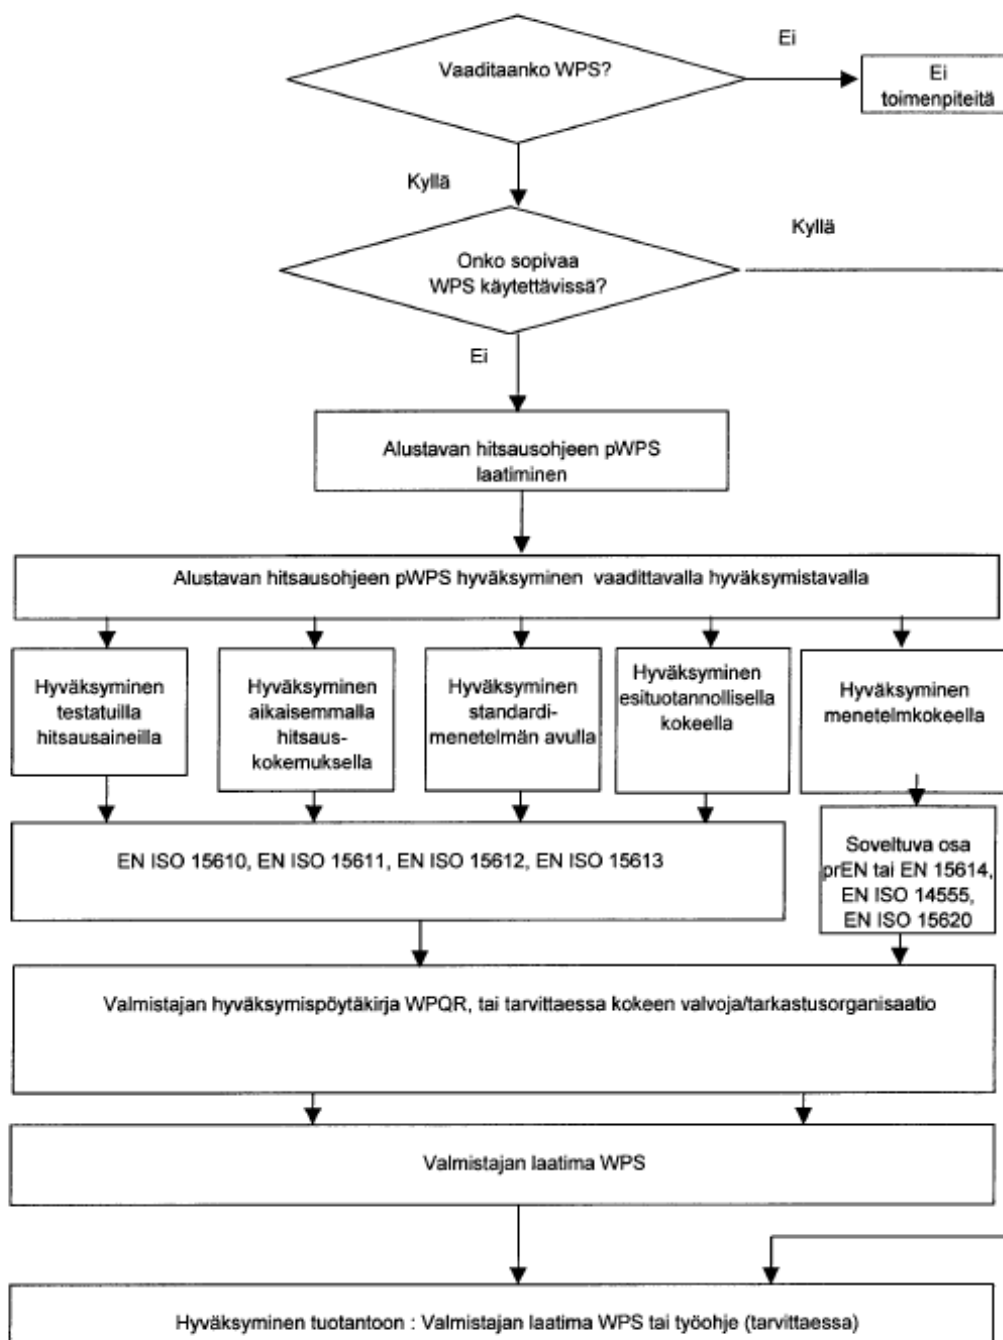 Vaaditaanko WPS?
Ei
Ei
toimenpiteitä
Kyllä
Onko sopivaa
WPS käytettävissä?
Kyllä
Ei
Alustavan hitsausohjeen pWPS
laatiminen
Alustavan hitsausohjeen pWPS hyväksyminen vaadittavalla hyväksymistavalla
Hyväksyminen
testatuilla
hitsausaineilla
Hyväksyminen
aikaisemmalla
hitsaus-
kokemuksella
Hyväksyminen
standardi-
menetelmän avulla
Hyväksyminen
esituotannollisella
kokeella
Hyväksyminen
menetelmkokeella
EN ISO 15610, EN ISO 15611, EN ISO 15612, EN ISO 15613
Soveltuva osa
prEN tai EN 15614,
EN ISO 14555,
EN ISO 15620
Valmistajan hyväksymispöytäkirja WPQR, tai tarvittaessa kokeen valvoja/tarkastusorganisaatio
Valmistajan laatima WPS
Hyväksyminen tuotantoon : Valmistajan laatima WPS tai työohje (tarvittaessa)